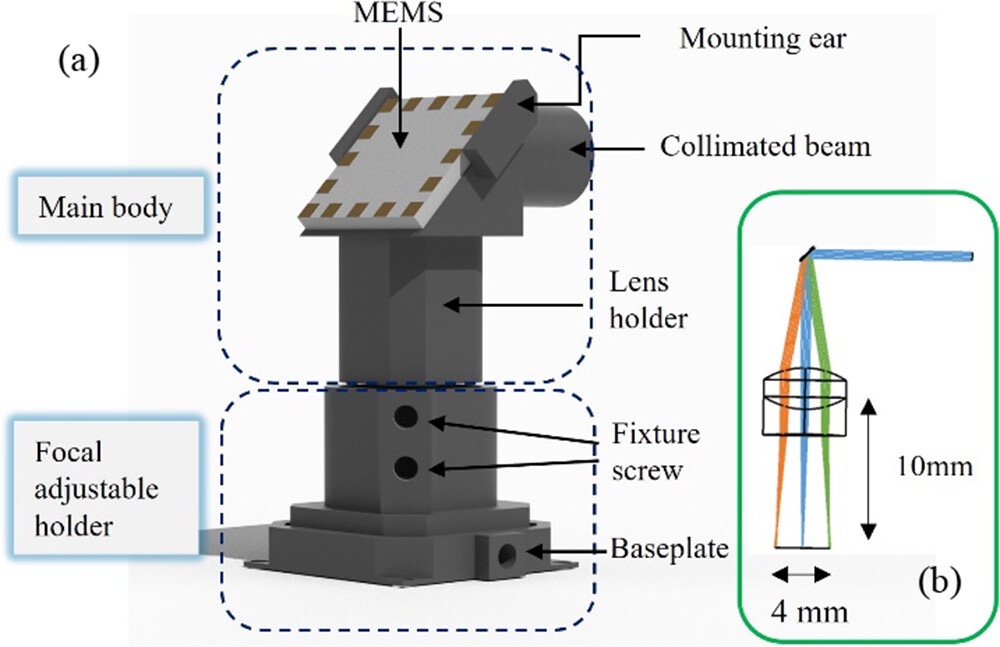 (a)
MEMS
Mounting ear
Collimated beam
Main body
Lens
holder
Focal
adjustable
holder
Fixture
screw
Baseplate
10mm
4 mm
(b)